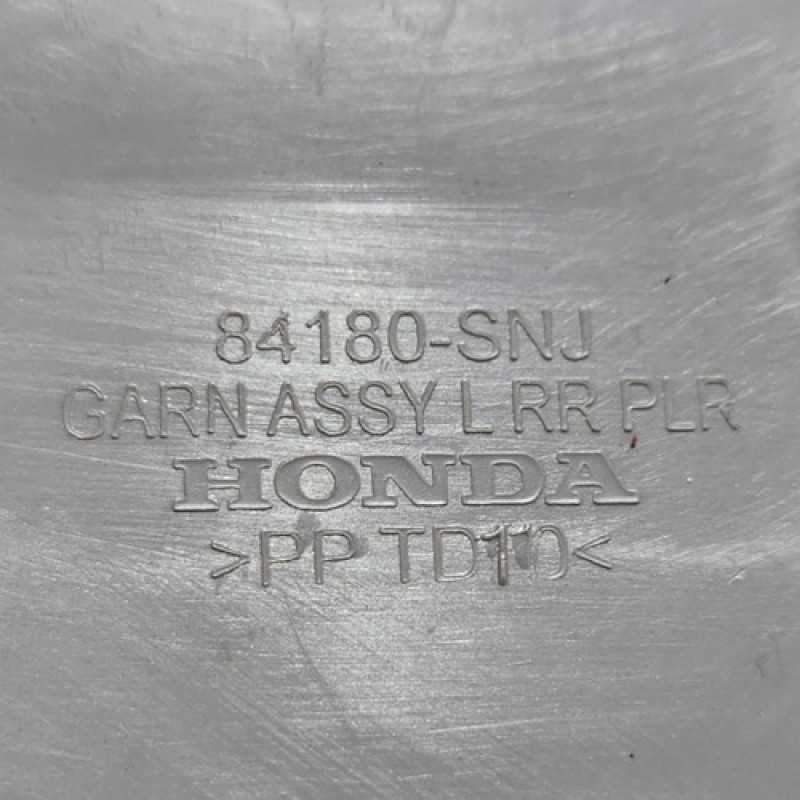 84180-SNJ
GARN ASSY L RR PLR
HONDA
>PP TD10<